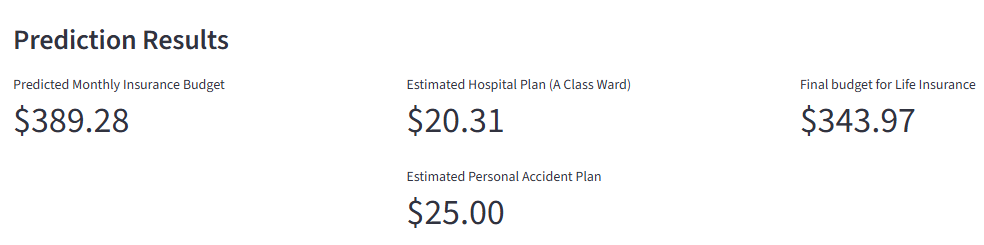 Prediction Results
Predicted Monthly Insurance Budget
$389.28
Estimated Hospital Plan (A Class Ward)
$20.31
Estimated Personal Accident Plan
$25.00
Final budget for Life Insurance
$343.97